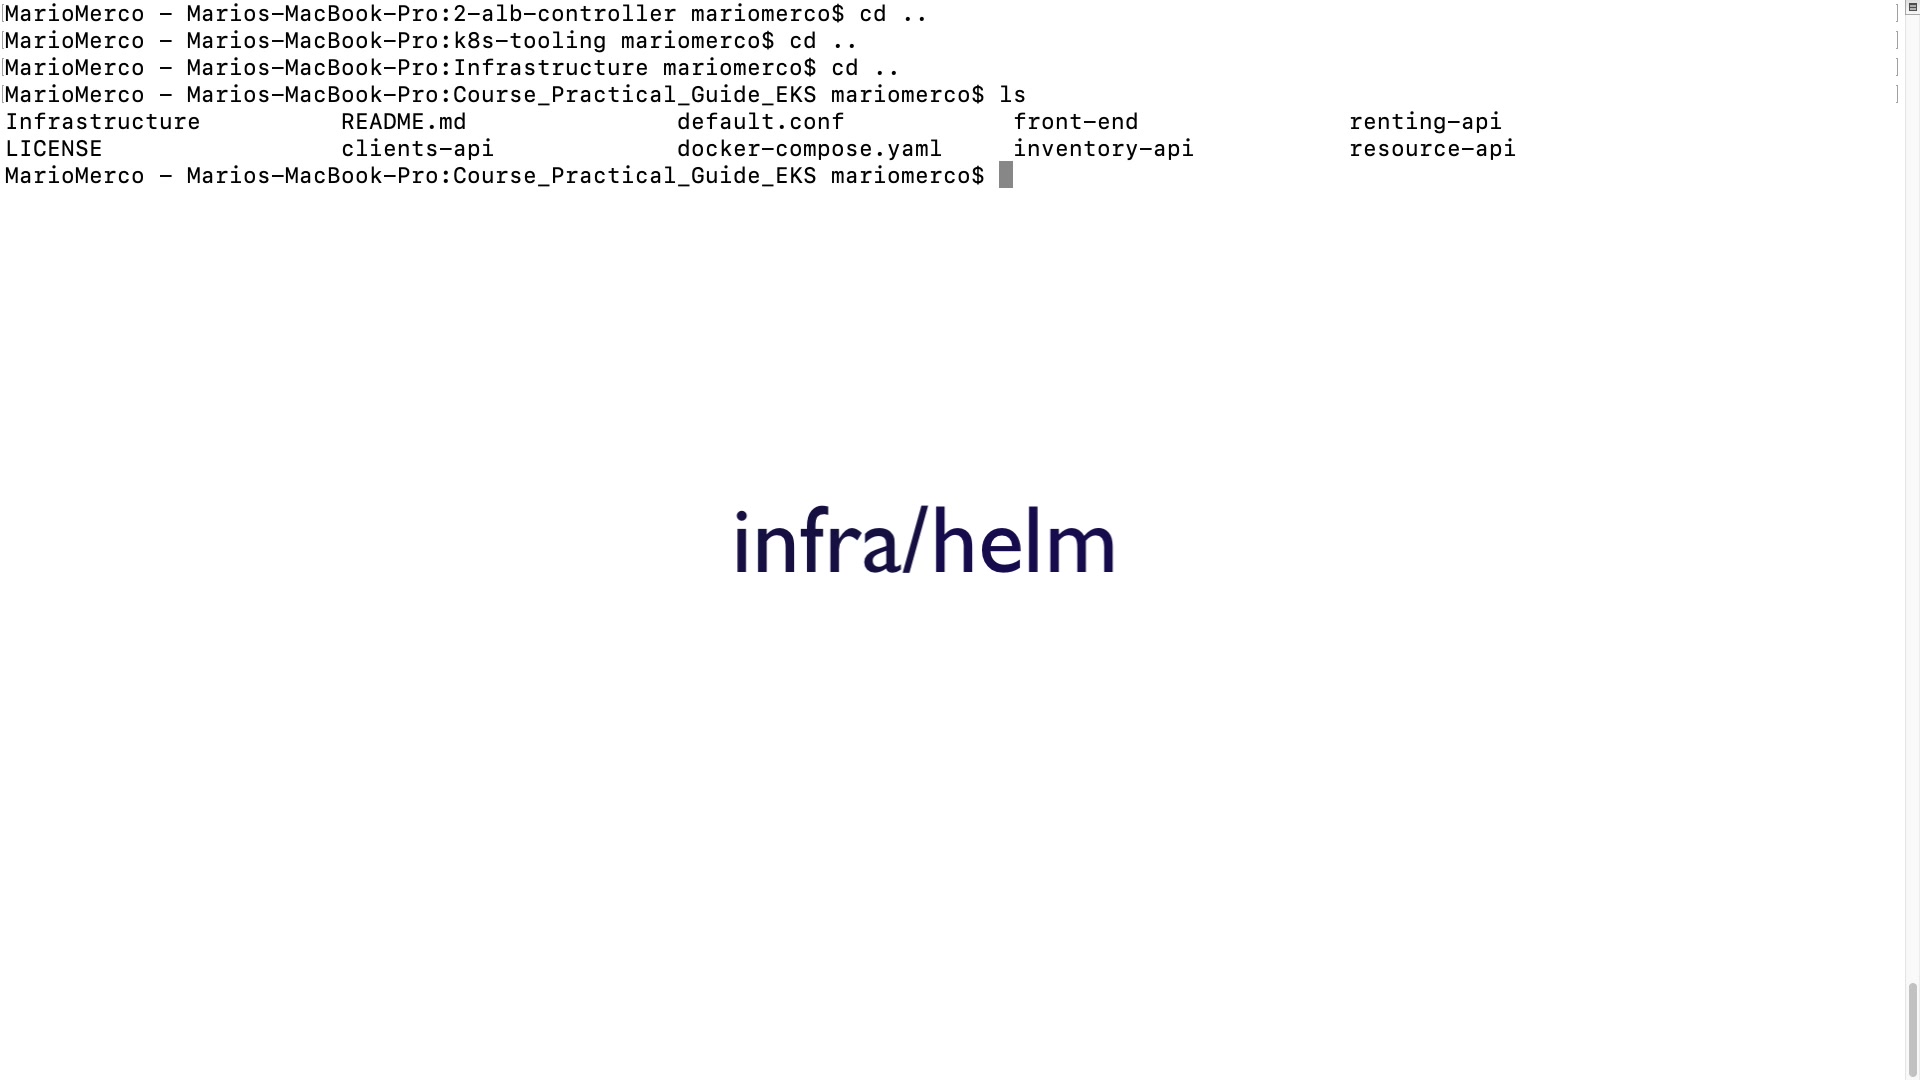 MarioMerco - Marios-MacBook-Pro:2-alb-controller mariomerco$ cd ..
MarioMerco - Marios-MacBook-Pro:k8s-tooling mariomerco$ cd ..
MarioMerco - Marios-MacBook-Pro:Infrastructure mariomerco$ cd ..
MarioMerco - Marios-MacBook-Pro:Course_Practical_Guide_EKS mariomerco$ ls
Infrastructure README.md default.conf front-end renting-api
LICENSE clients-api docker-compose.yaml inventory-api resource-api
MarioMerco - Marios-MacBook-Pro:Course_Practical_Guide_EKS mariomerco$
infra/helm